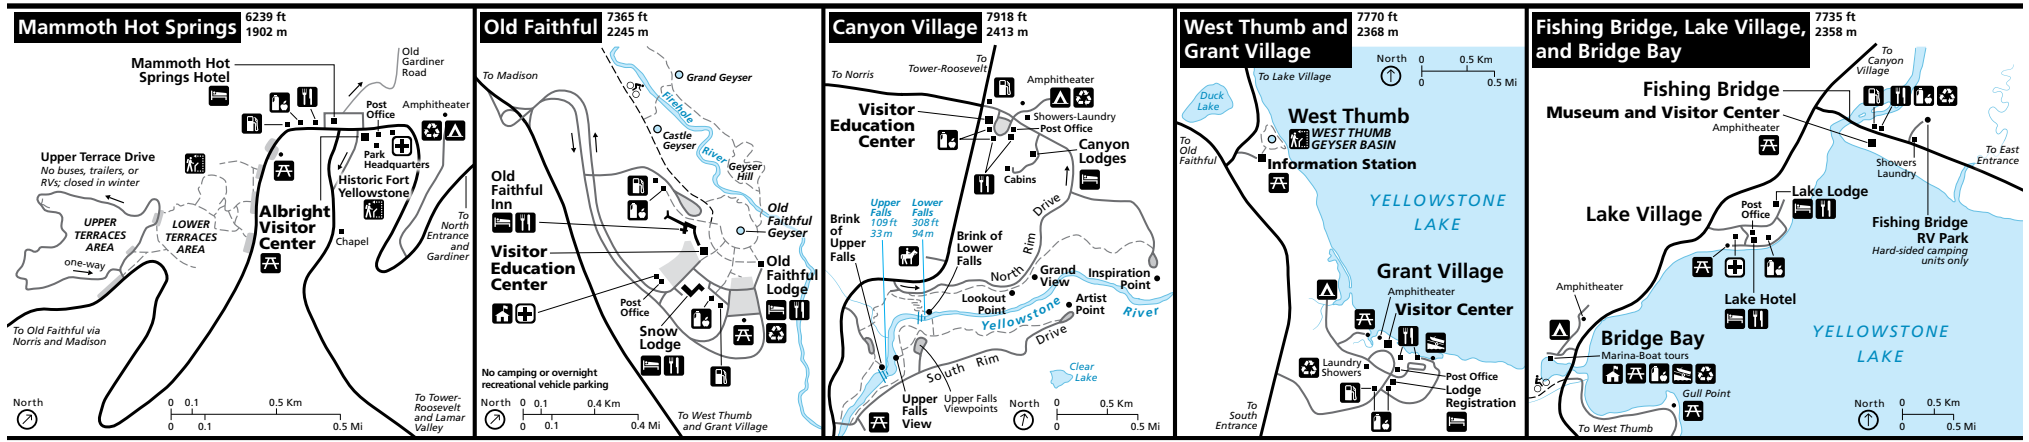 Mammoth Hot Springs
6239 ft
1902 m
Old
Gardiner
Road
Mammoth Hot
Springs Hotel
Post
Office
Amphitheater
Park
Headquarters
Upper Terrace Drive
No buses, trailers, or
RVs; closed in winter
Historic Fort
Yellowstone
UPPER
TERRACES
AREA
LOWER
TERRACES
AREA
Albright
Visitor
Center
Chapel
To
North
Entrance
and
Gardiner
one-way
To Old Faithful via
Norris and Madison
North
0 0.1 0.5 Km
0 0.1 0.5 Mi
To Tower-
Roosevelt
and Lamar
Valley
Old Faithful
7365 ft
2245 m
To Madison
Grand Geyser
Firehole
River
Castle
Geyser
Geyser
Hill
Old
Faithful
Inn
Old
Faithful
Geyser
Visitor
Education
Center
Old
Faithful
Lodge
Post
Office
Snow
Lodge
No camping or overnight
recreational vehicle parking
North
0 0.1 0.4 Km
0 0.1 0.4 Mi
To West Thumb
and Grant Village
Canyon Village
7918 ft
2413 m
To Norris
To
Tower-Roosevelt
Amphitheater
Visitor
Education
Center
Showers-Laundry
Post Office
Canyon
Lodges
Cabins
Upper
Falls
109 ft
33 m
Lower
Falls
308 ft
94 m
Brink
of
Upper
Falls
Brink of
Lower
Falls
North Rim Drive
Grand
View
Inspiration
Point
Lookout
Point
Artist
Point
Yellowstone
River
South Rim Drive
Clear
Lake
Upper
Falls
View
Upper Falls
Viewpoints
North
0 0.5 Km
0 0.5 Mi
West Thumb and
Grant Village
7770 ft
2368 m
To Lake Village
North
0 0.5 Km
0 0.5 Mi
Duck
Lake
West Thumb
WEST THUMB
GEYSER BASIN
To
Old
Faithful
Information Station
YELLOWSTONE
LAKE
Grant Village
Amphitheater
Visitor Center
Laundry
Showers
Post Office
Lodge
Registration
To
South
Entrance
Fishing Bridge, Lake Village,
and Bridge Bay
7735 ft
2358 m
To
Canyon
Village
Fishing Bridge
Museum and Visitor Center
Amphitheater
Showers
Laundry
To East
Entrance
Lake Lodge
Post
Office
Lake Village
Fishing Bridge
RV Park
Hard-sided camping
units only
Amphitheater
Lake Hotel
Bridge Bay
Marina-Boat tours
YELLOWSTONE
LAKE
Gull Point
To West Thumb
North
0 0.5 Km
0 0.5 Mi